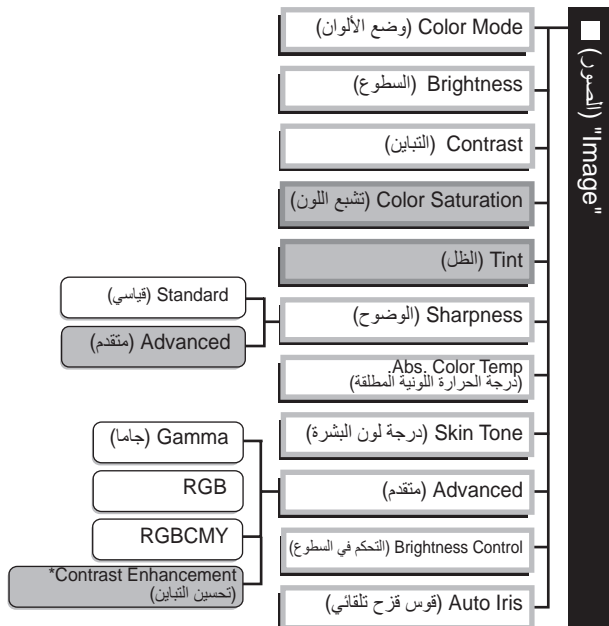 ■ "Image" (الصور)
Color Mode (وضع الألوان)
Brightness (السطوع)
Contrast (التباين)
Color Saturation (تشبع اللون)
Tint (الظل)
Sharpness (الوضوح)
Standard (قياسي)
Advanced (متقدم)
Abs. Color Temp.
(درجة الحرارة اللونية المطلقة)
Skin Tone (درجة لون البشرة)
Advanced (متقدم)
Gamma (جاما)
RGB
RGBCMY
Contrast Enhancement*
(تحسين التباين)
Brightness Control (التحكم في السطوع)
Auto Iris (قوس قزح تلقائي)